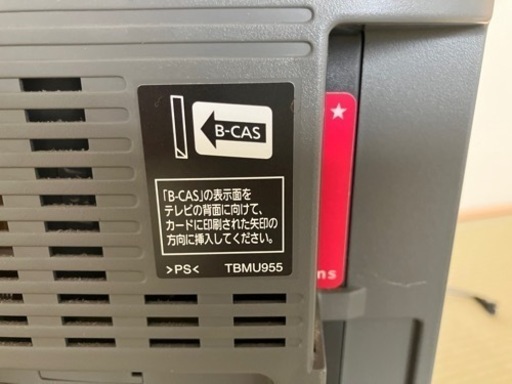 B-CAS
「B-CAS」の表示面を
テレビの背面に向けて、
カードに印刷された矢印の
方向に挿入してください。
>PS< TBMU955
ns